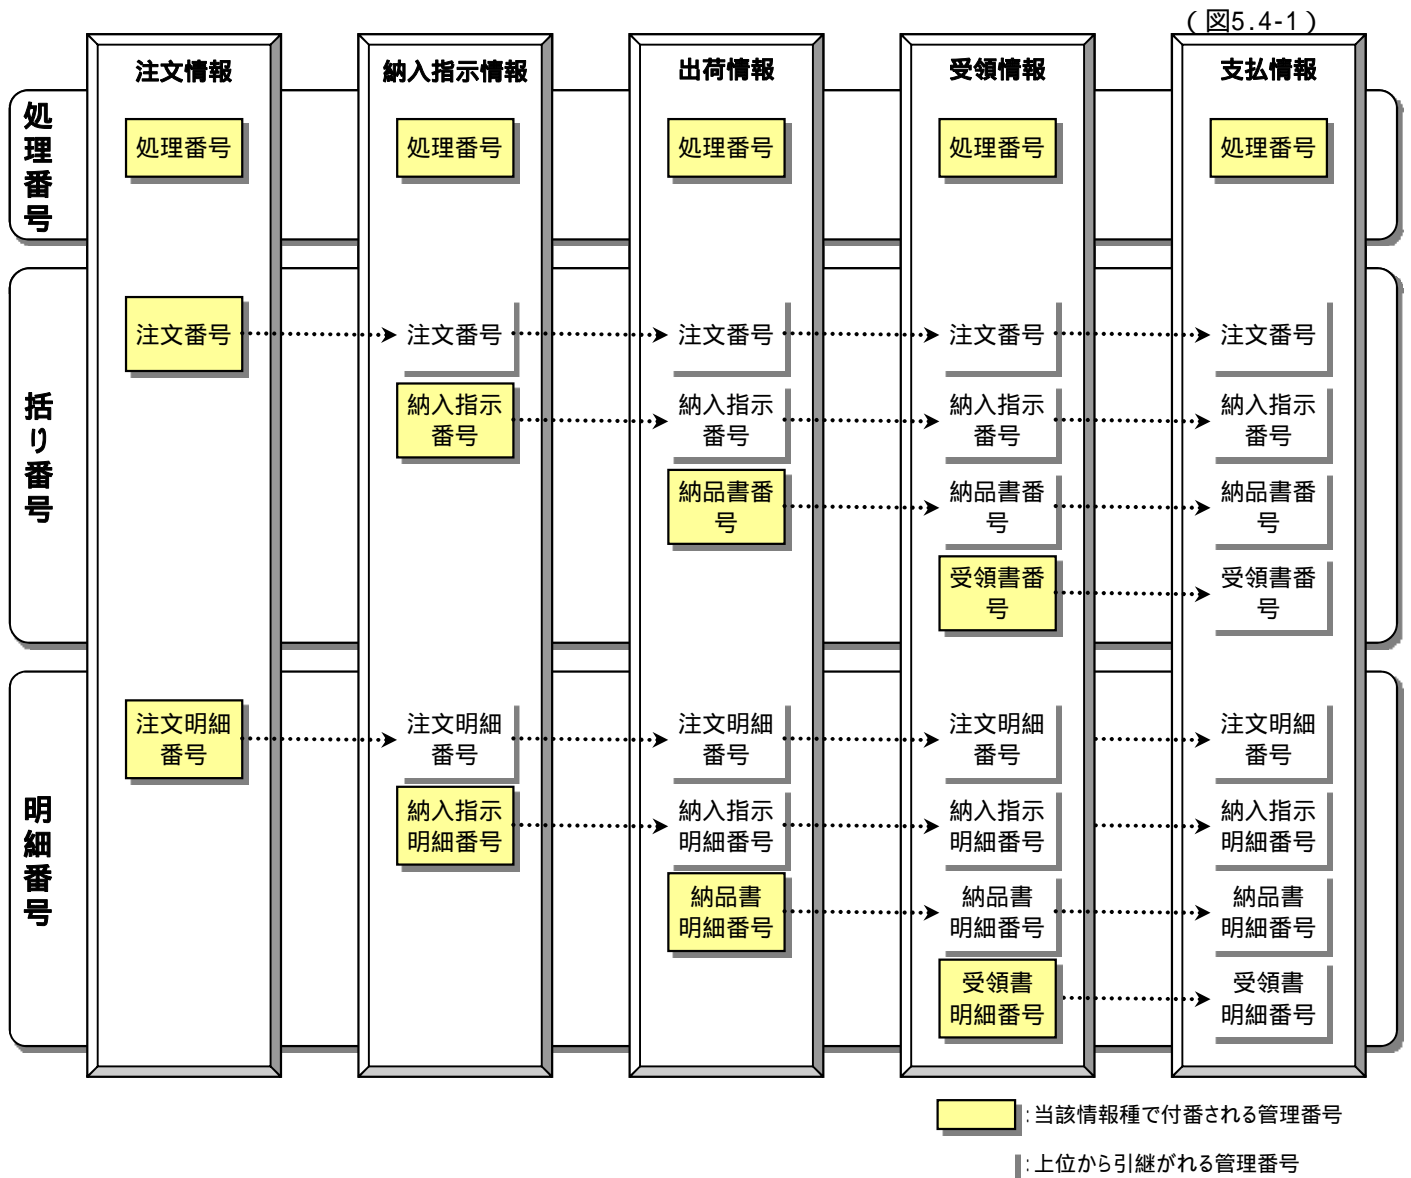 （図5.4-1）
注文情報
納入指示情報
出荷情報
受領情報
支払情報
処理番号
処理番号
処理番号
処理番号
処理番号
処理番号
括り番号
注文番号
注文番号
注文番号
注文番号
注文番号
納入指示
番号
納入指示
番号
納入指示
番号
納入指示
番号
納品書番
号
納品書番
号
納品書番
号
受領書番
号
受領書番
号
明細番号
注文明細
番号
注文明細
番号
注文明細
番号
注文明細
番号
注文明細
番号
納入指示
明細番号
納入指示
明細番号
納入指示
明細番号
納入指示
明細番号
納品書
明細番号
納品書
明細番号
納品書
明細番号
受領書
明細番号
受領書
明細番号
：当該情報種で付番される管理番号
：上位から引継がれる管理番号